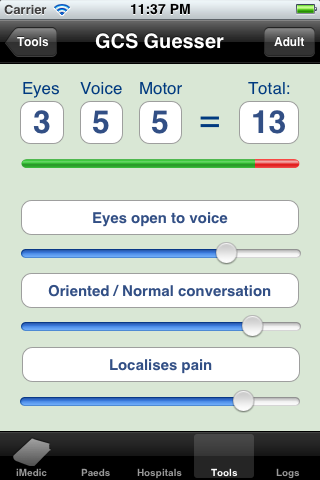 Carrier 11:37 PM
Tools GCS Guesser Adult
Eyes Voice Motor Total:
3 5 5 = 13
Eyes open to voice
Oriented / Normal conversation
Localises pain
iMedic Paeds Hospitals Tools Logs